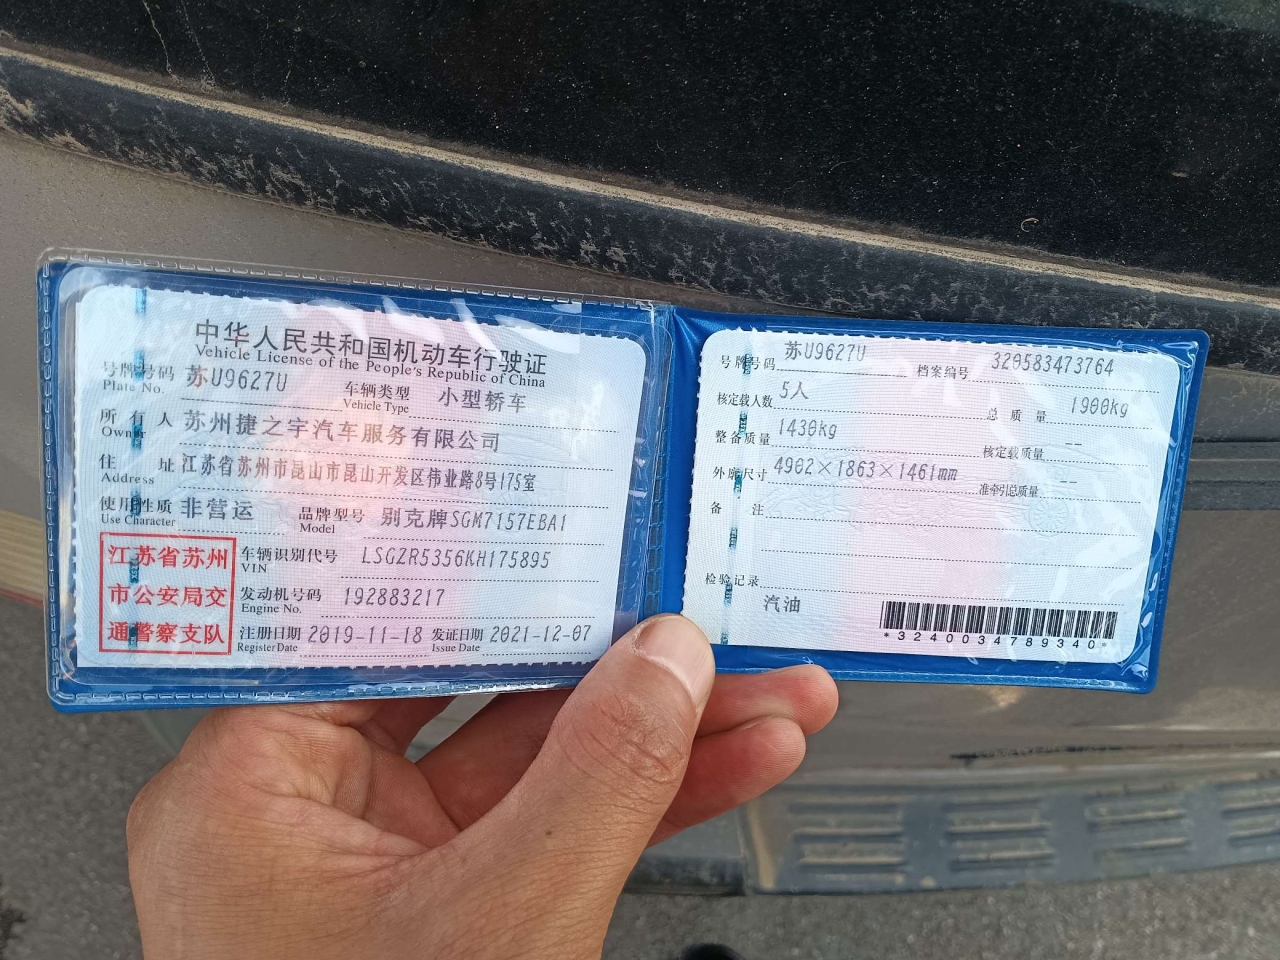 中华人民共和国机动车行驶证
Vehicle License of the People's Republic of China
号牌号码 苏U9627U 车辆类型 小型轿车
Plate No. Vehicle Type
所有人 苏州捷之宇汽车服务有限公司
Owner
住址 江苏省苏州市昆山市昆山开发区伟业路8号175室
Address
使用性质 非营运 品牌型号 别克牌SGM7157EBA1
Use Character Model
江苏省苏州
市公安局交
通警察支队
车辆识别代号 LSGZR5356KH175895
VIN
发动机号码 192883217
Engine No.
注册日期 2019-11-18 发证日期 2021-12-07
Register Date Issue Date
号牌号码 苏U9627U 档案编号 320583473764
核定载人数 5人 总质量 1900kg
整备质量 1430kg 核定载质量 --
外廓尺寸 4902×1863×1461mm 准牵引总质量 --
备注
检验记录
汽油
*3240034789340*